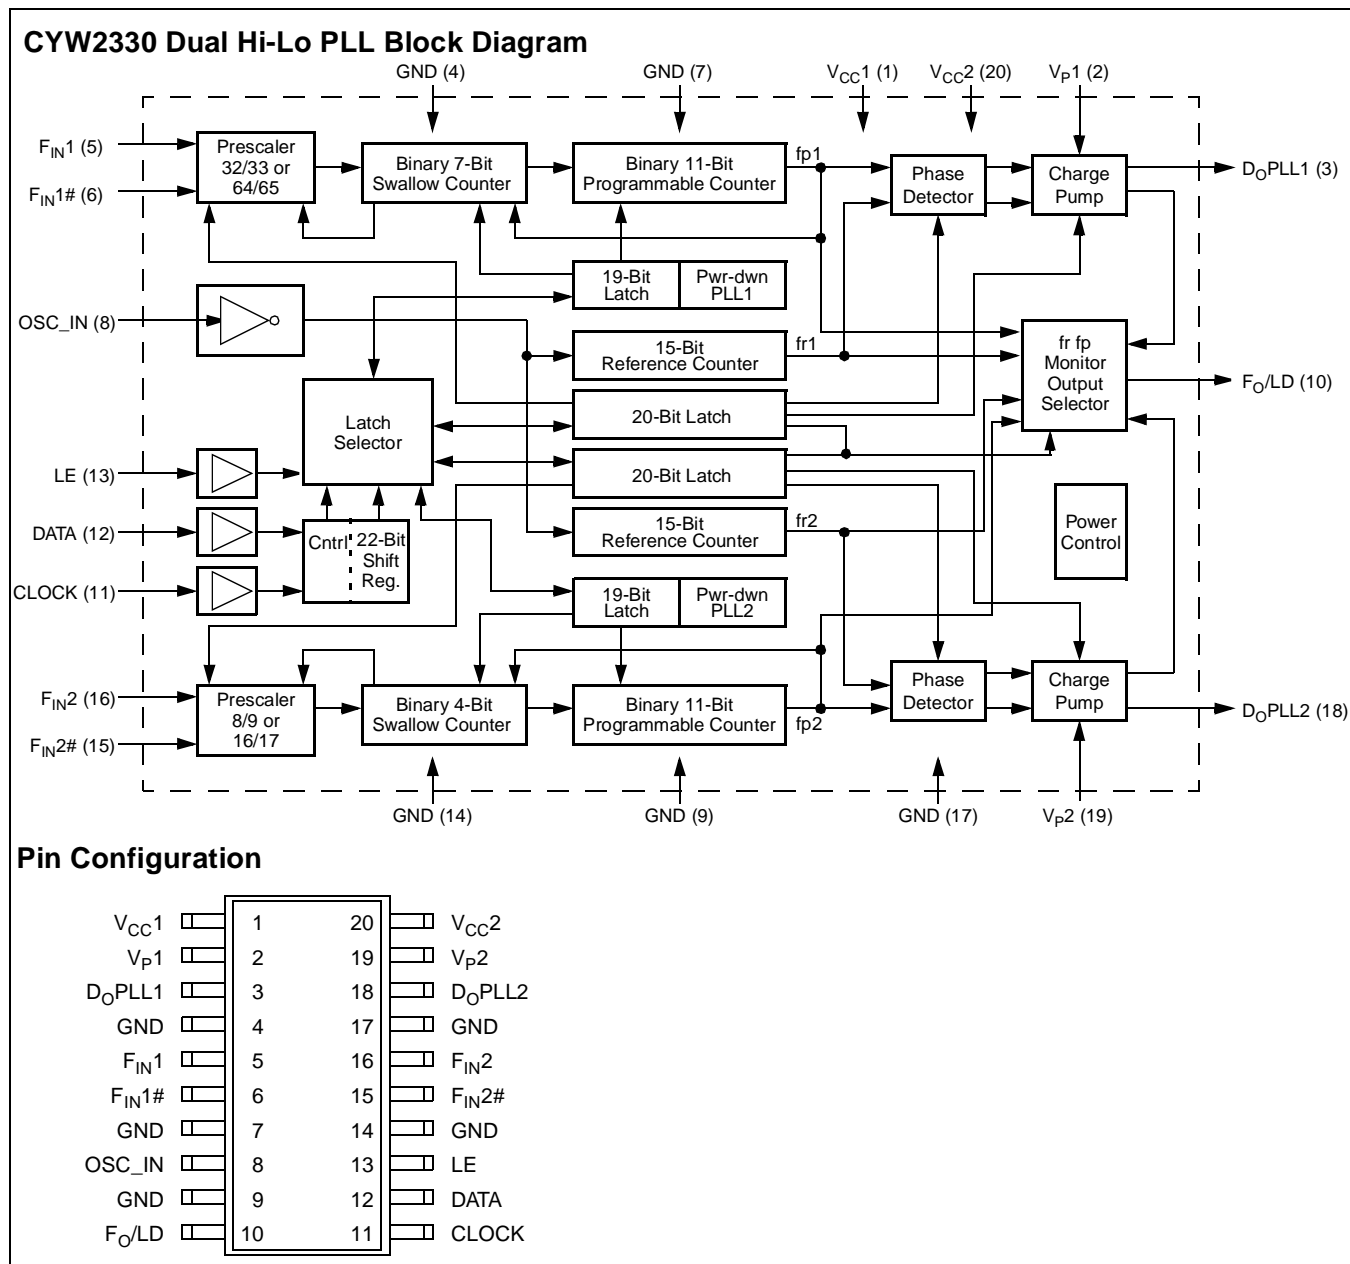 CYW2330 Dual Hi-Lo PLL Block Diagram
GND (4)
GND (7)
VCC1 (1)
VCC2 (20)
VP1 (2)
FIN1 (5)
FIN1# (6)
Prescaler
32/33 or
64/65
Binary 7-Bit
Swallow Counter
Binary 11-Bit
Programmable Counter
fp1
Phase
Detector
Charge
Pump
DOPLL1 (3)
19-Bit
Latch
Pwr-dwn
PLL1
OSC_IN (8)
15-Bit
Reference Counter
fr1
fr fp
Monitor
Output
Selector
FO/LD (10)
Latch
Selector
20-Bit Latch
20-Bit Latch
LE (13)
DATA (12)
CLOCK (11)
Cntrl
22-Bit
Shift
Reg.
15-Bit
Reference Counter
fr2
Power
Control
19-Bit
Latch
Pwr-dwn
PLL2
FIN2 (16)
FIN2# (15)
Prescaler
8/9 or
16/17
Binary 4-Bit
Swallow Counter
Binary 11-Bit
Programmable Counter
fp2
Phase
Detector
Charge
Pump
DOPLL2 (18)
GND (14)
GND (9)
GND (17)
VP2 (19)
Pin Configuration
VCC1 1 20 VCC2
VP1 2 19 VP2
DOPLL1 3 18 DOPLL2
GND 4 17 GND
FIN1 5 16 FIN2
FIN1# 6 15 FIN2#
GND 7 14 GND
OSC_IN 8 13 LE
GND 9 12 DATA
FO/LD 10 11 CLOCK